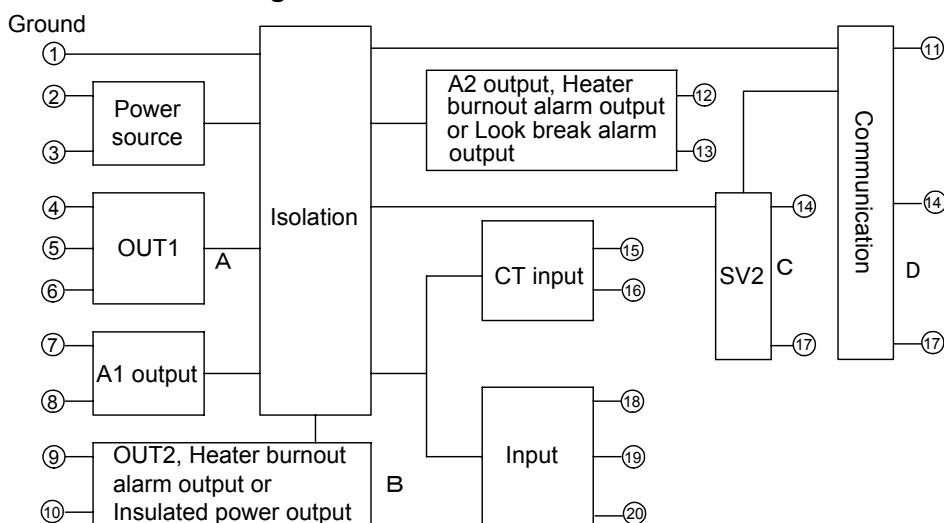 Ground
①
②
③
Power
source
④
⑤
⑥
OUT1
A
⑦
⑧
A1 output
⑨
⑩
OUT2, Heater burnout
alarm output or
Insulated power output
B
Isolation
A2 output, Heater
burnout alarm output
or Look break alarm
output
⑫
⑬
CT input
⑮
⑯
Input
⑱
⑲
⑳
SV2
⑭
C
⑰
Communication
⑪
⑭
D
⑰